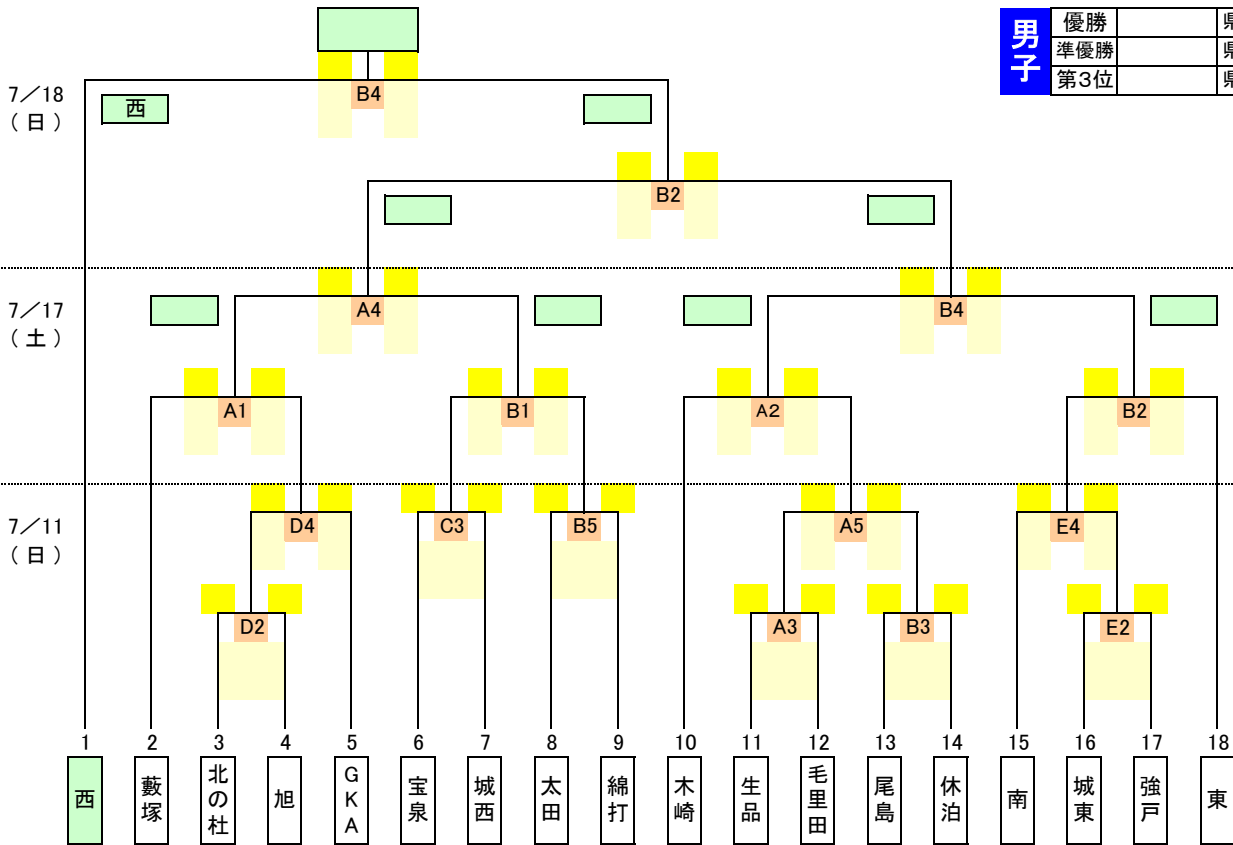 男子
優勝 県
準優勝 県
第3位 県
7/18
(日)
B4
西
B2
7/17
(土)
A4
B4
A1
B1
A2
B2
7/11
(日)
D4
C3
B5
A5
E4
D2
A3
B3
E2
1 2 3 4 5 6 7 8 9 10 11 12 13 14 15 16 17 18
西
藪塚
北の杜
旭
GKA
宝泉
城西
太田
綿打
木崎
生品
毛里田
尾島
休泊
南
城東
強戸
東